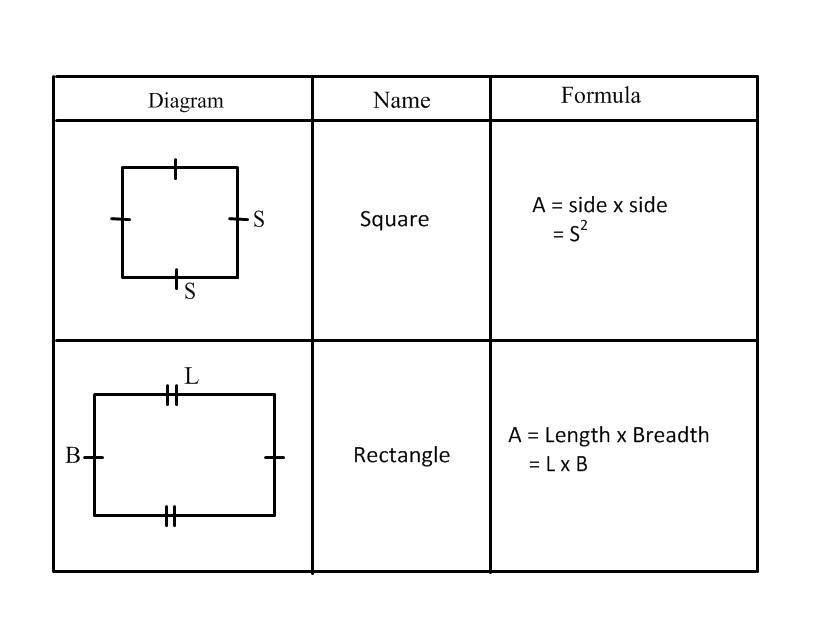 Diagram Name Formula
S
S
Square
A = side x side
= S²
L
B
Rectangle
A = Length x Breadth
= L x B